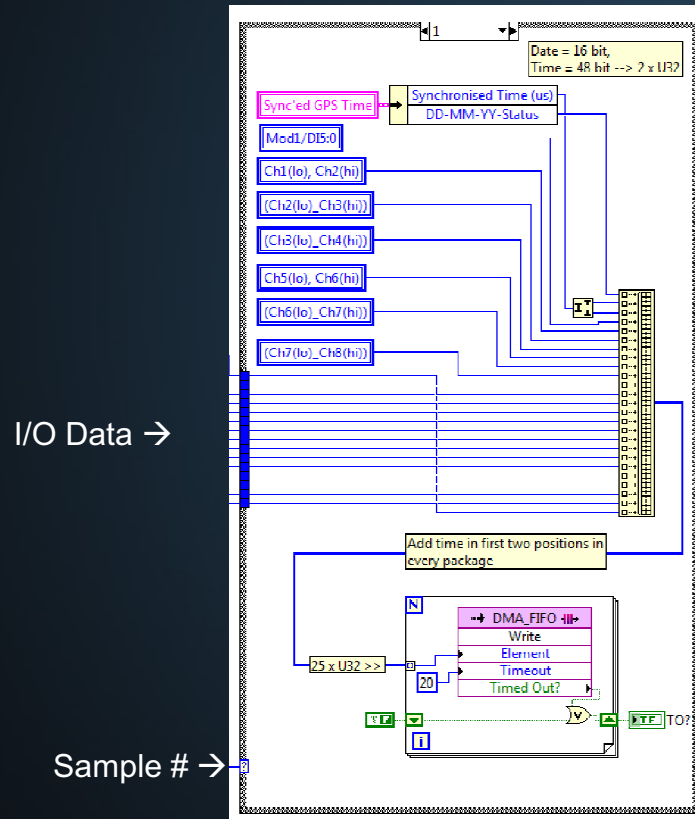 1
Date = 16 bit,
Time = 48 bit --> 2 x U32
Sync'ed GPS Time
Synchronised Time (us)
DD-MM-YY-Status
Mod1/DI5:0
Ch1(lo), Ch2(hi)
(Ch2(lo)_Ch3(hi))
(Ch3(lo)_Ch4(hi))
Ch5(lo), Ch6(hi)
(Ch6(lo)_Ch7(hi))
(Ch7(lo)_Ch8(hi))
I/O Data →
Add time in first two positions in
every package
N
DMA_FIFO
Write
Element
25 x U32 >>
Timeout
20
Timed Out?
T F
V
TF
TO?
i
Sample # →
?